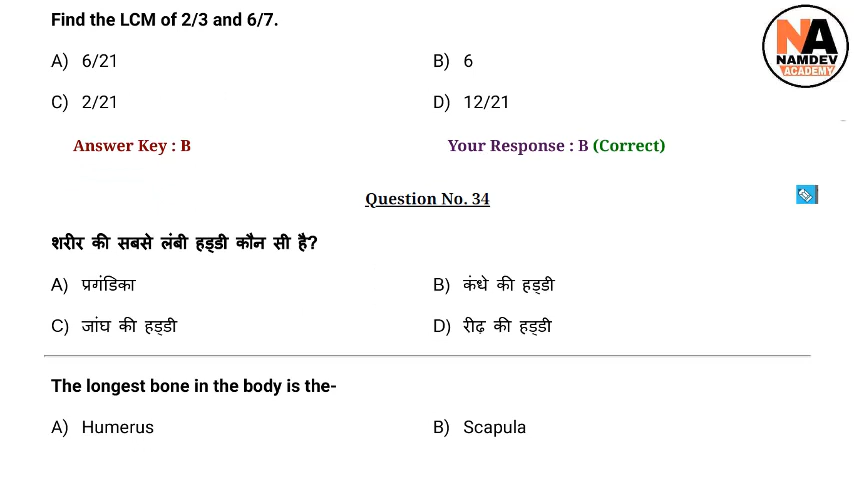 Find the LCM of 2/3 and 6/7.
NA
NAMDEV
ACADEMY
A) 6/21
B) 6
C) 2/21
D) 12/21
Answer Key : B
Your Response : B (Correct)
Question No. 34
शरीर की सबसे लंबी हड्डी कौन सी है?
A) प्रगंडिका
B) कंधे की हड्डी
C) जांघ की हड्डी
D) रीढ़ की हड्डी
The longest bone in the body is the-
A) Humerus
B) Scapula